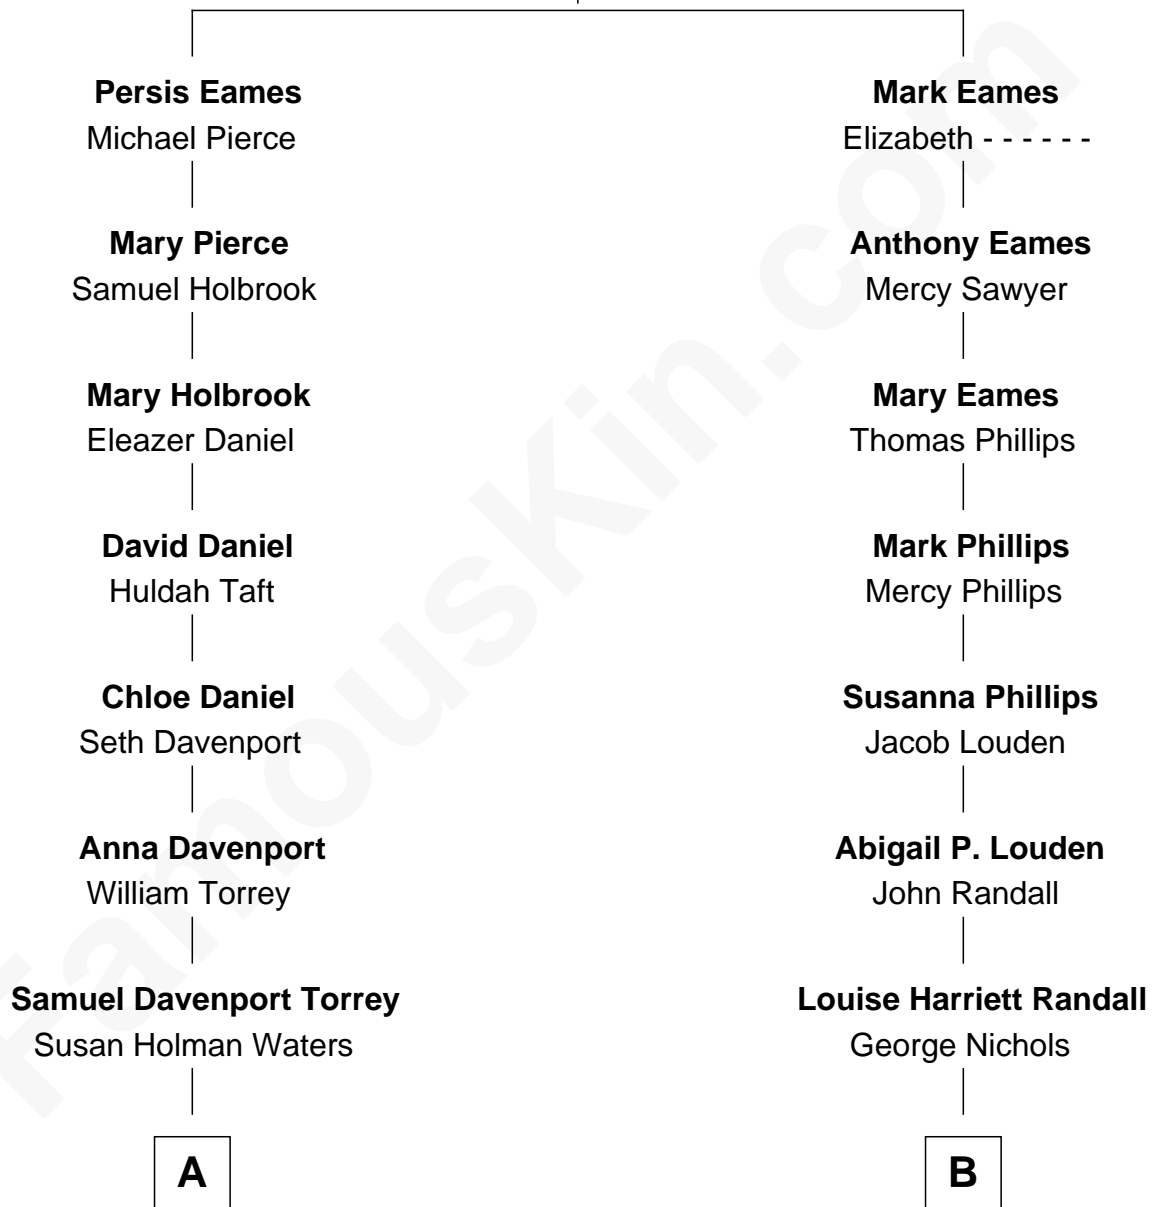 Persis Eames
Michael Pierce
Mark Eames
Elizabeth - - - - - -
Mary Pierce
Samuel Holbrook
Anthony Eames
Mercy Sawyer
Mary Holbrook
Eleazer Daniel
Mary Eames
Thomas Phillips
David Daniel
Huldah Taft
Mark Phillips
Mercy Phillips
Chloe Daniel
Seth Davenport
Susanna Phillips
Jacob Louden
Anna Davenport
William Torrey
Abigail P. Louden
John Randall
Samuel Davenport Torrey
Susan Holman Waters
Louise Harriett Randall
George Nichols
A
B
FamousKin.com